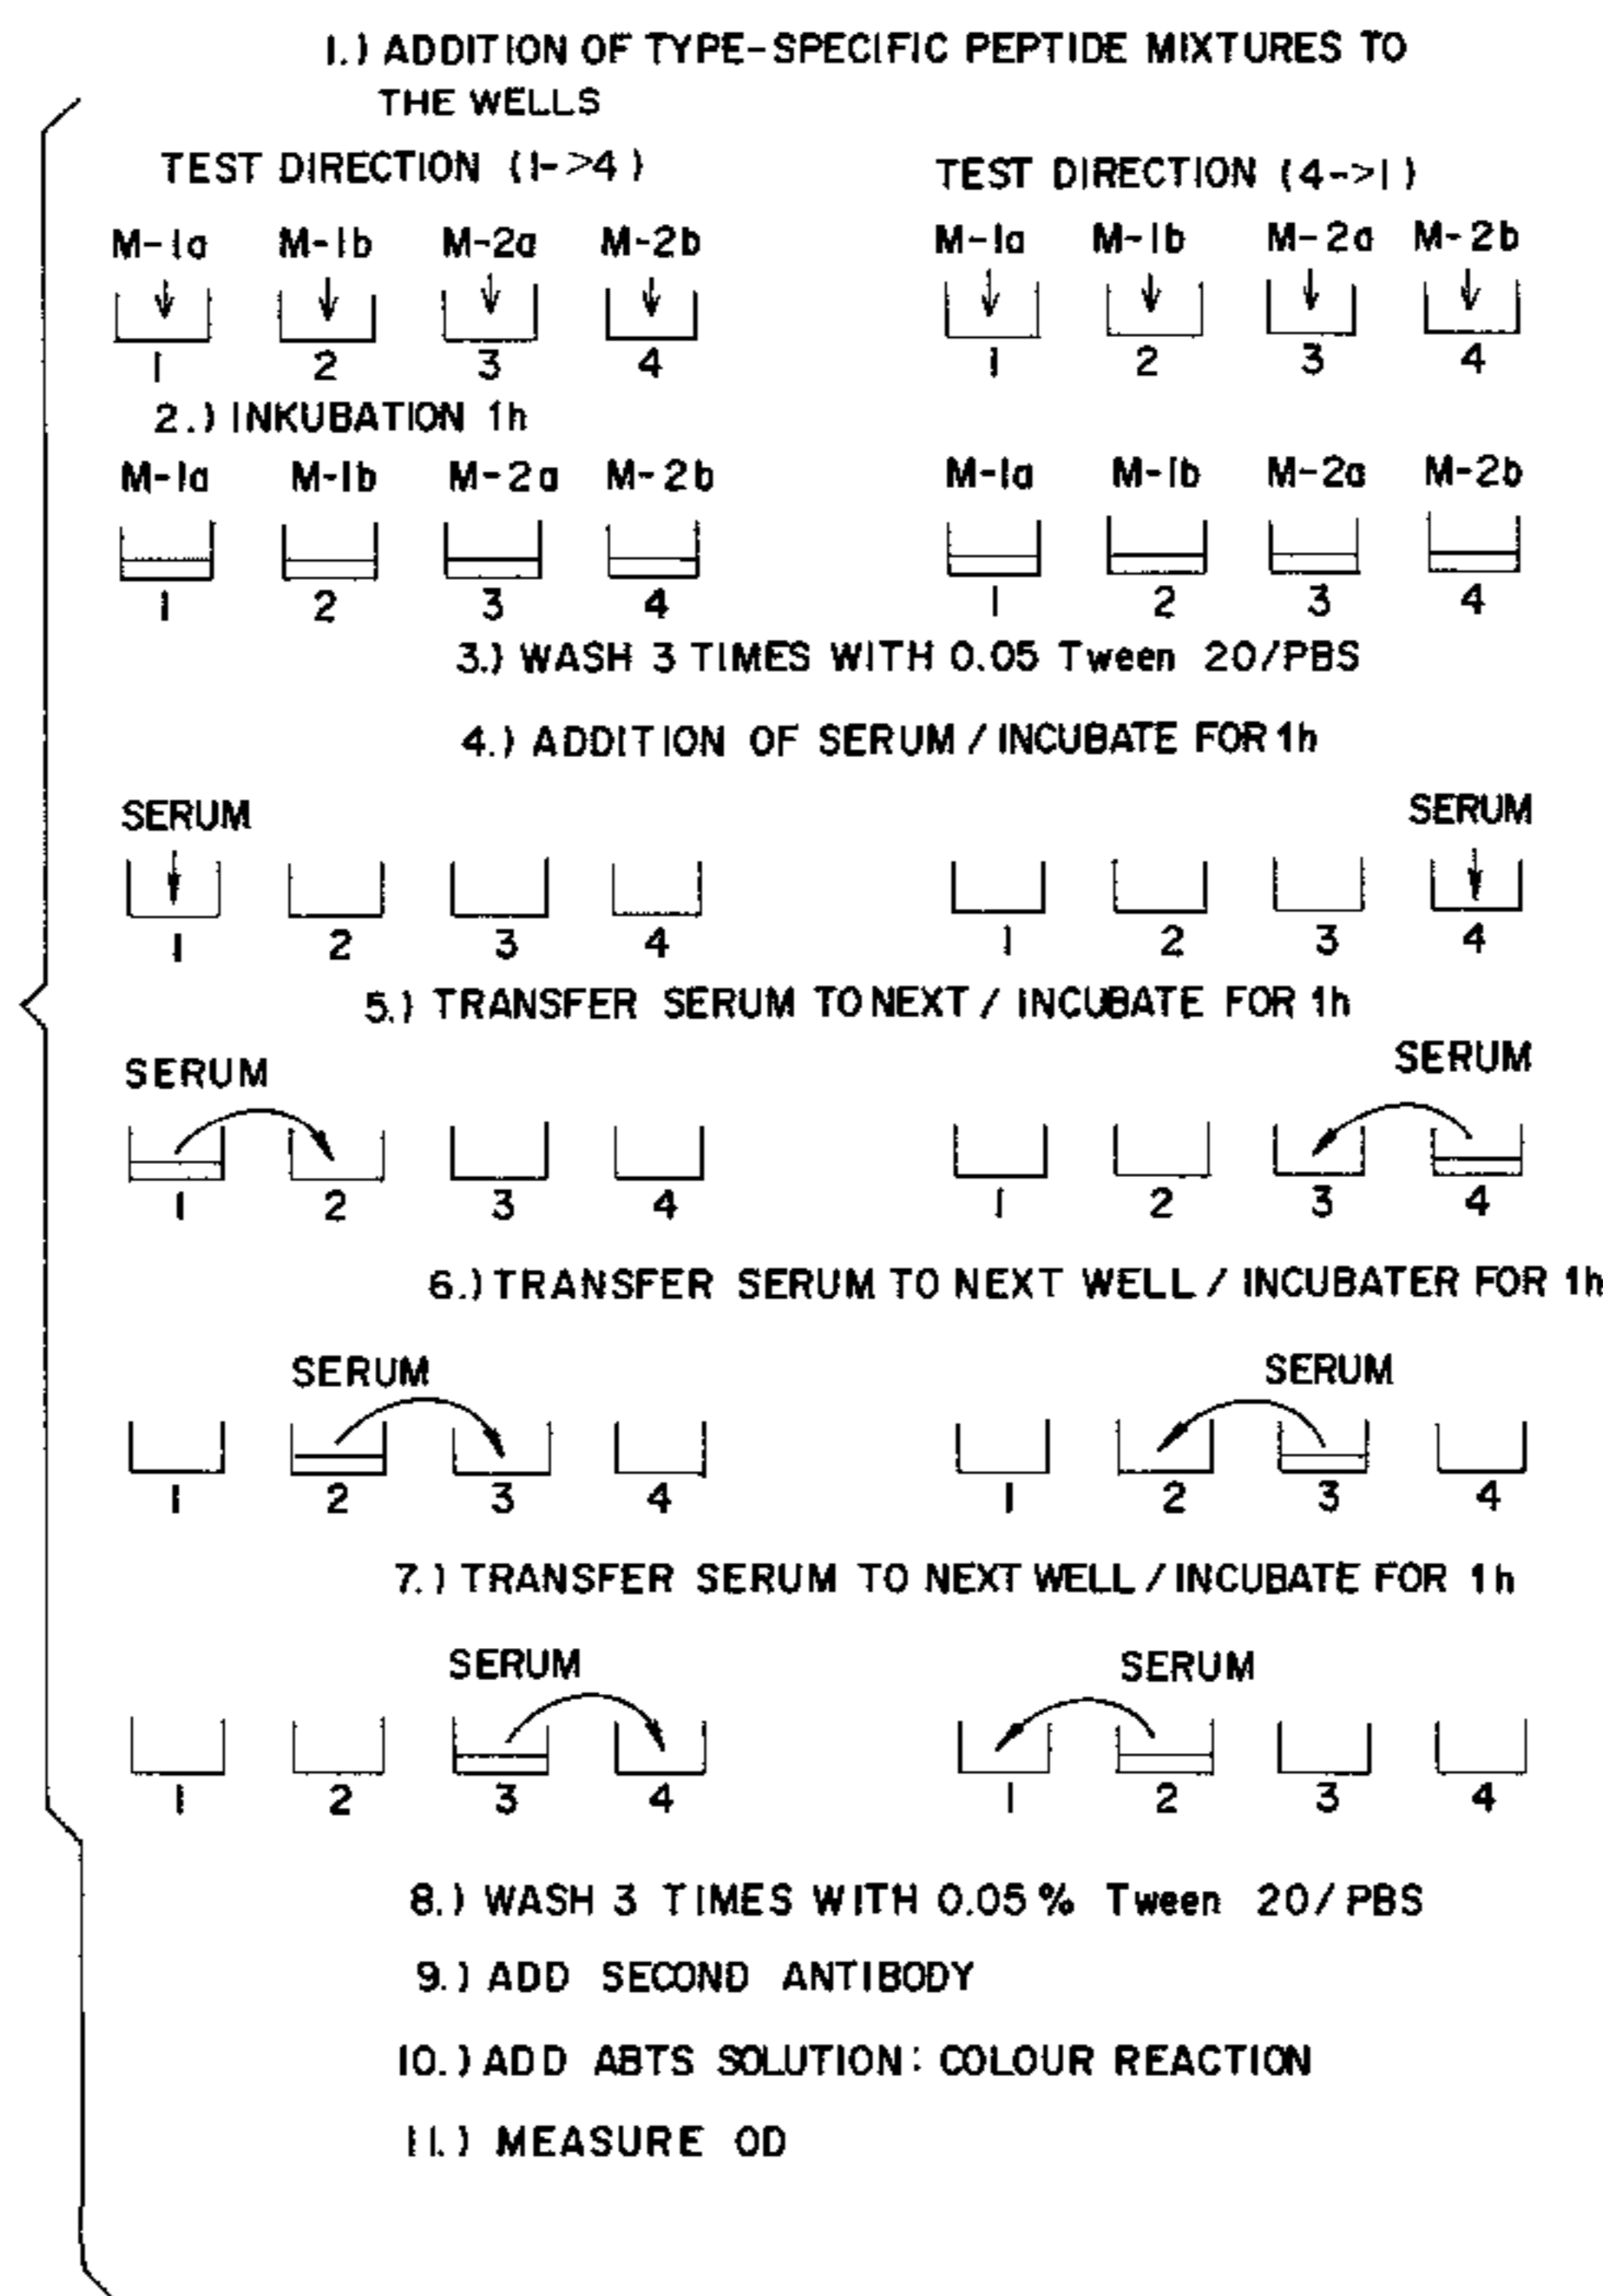 1.) ADDITION OF TYPE-SPECIFIC PEPTIDE MIXTURES TO
THE WELLS
TEST DIRECTION (1->4) TEST DIRECTION (4->1)
M-1a M-1b M-2a M-2b M-1a M-1b M-2a M-2b
1 2 3 4 1 2 3 4
2.) INKUBATION 1h
M-1a M-1b M-2a M-2b M-1a M-1b M-2a M-2b
1 2 3 4 1 2 3 4
3.) WASH 3 TIMES WITH 0.05 Tween 20/PBS
4.) ADDITION OF SERUM / INCUBATE FOR 1h
SERUM SERUM
1 2 3 4 1 2 3 4
5.) TRANSFER SERUM TO NEXT / INCUBATE FOR 1h
SERUM SERUM
1 2 3 4 1 2 3 4
6.) TRANSFER SERUM TO NEXT WELL / INCUBATER FOR 1h
SERUM SERUM
1 2 3 4 1 2 3 4
7.) TRANSFER SERUM TO NEXT WELL / INCUBATE FOR 1h
SERUM SERUM
1 2 3 4 1 2 3 4
8.) WASH 3 TIMES WITH 0.05% Tween 20/PBS
9.) ADD SECOND ANTIBODY
10.) ADD ABTS SOLUTION: COLOUR REACTION
11.) MEASURE OD